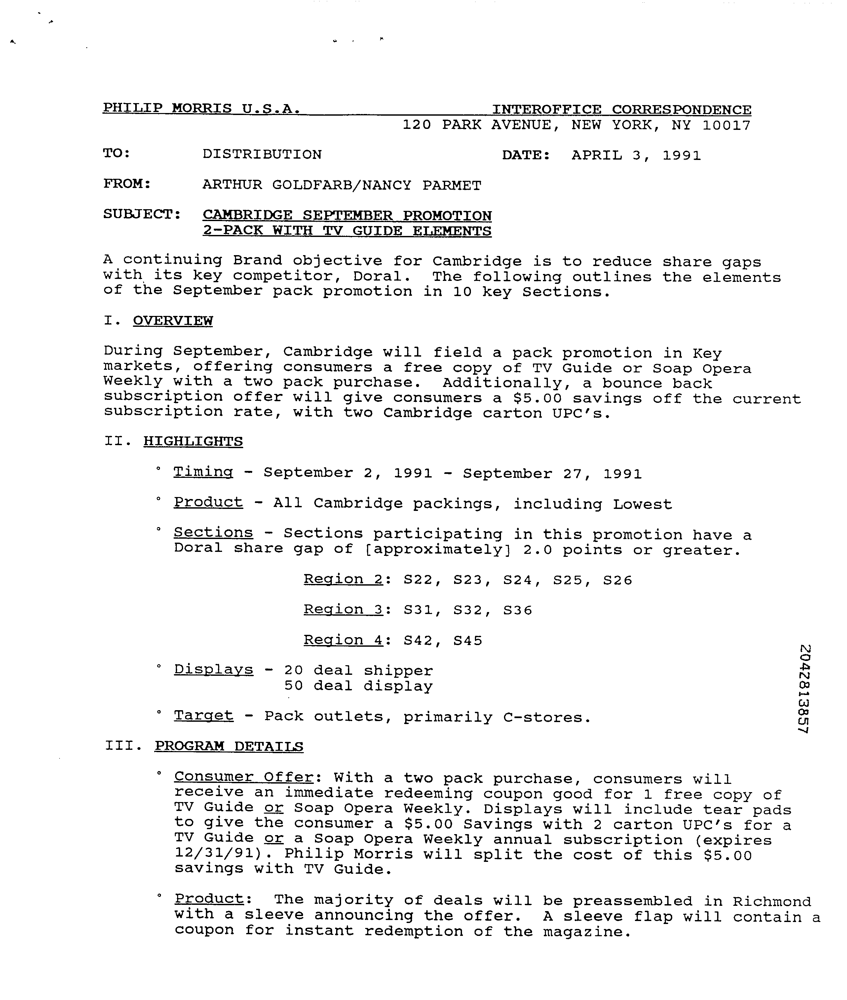 PHILIP MORRIS U.S.A. INTEROFFICE CORRESPONDENCE
120 PARK AVENUE, NEW YORK, NY 10017
TO: DISTRIBUTION DATE: APRIL 3, 1991
FROM: ARTHUR GOLDFARB/NANCY PARMET
SUBJECT: CAMBRIDGE SEPTEMBER PROMOTION
2-PACK WITH TV GUIDE ELEMENTS
A continuing Brand objective for Cambridge is to reduce share gaps
with its key competitor, Doral. The following outlines the elements
of the September pack promotion in 10 key Sections.
I. OVERVIEW
During September, Cambridge will field a pack promotion in Key
markets, offering consumers a free copy of TV Guide or Soap Opera
Weekly with a two pack purchase. Additionally, a bounce back
subscription offer will give consumers a $5.00 savings off the current
subscription rate, with two Cambridge carton UPC's.
II. HIGHLIGHTS
° Timing - September 2, 1991 - September 27, 1991
° Product - All Cambridge packings, including Lowest
° Sections - Sections participating in this promotion have a
Doral share gap of [approximately] 2.0 points or greater.
Region 2: S22, S23, S24, S25, S26
Region 3: S31, S32, S36
Region 4: S42, S45
° Displays - 20 deal shipper
50 deal display
° Target - Pack outlets, primarily C-stores.
III. PROGRAM DETAILS
° Consumer Offer: With a two pack purchase, consumers will
receive an immediate redeeming coupon good for 1 free copy of
TV Guide or Soap Opera Weekly. Displays will include tear pads
to give the consumer a $5.00 Savings with 2 carton UPC's for a
TV Guide or a Soap Opera Weekly annual subscription (expires
12/31/91). Philip Morris will split the cost of this $5.00
savings with TV Guide.
° Product: The majority of deals will be preassembled in Richmond
with a sleeve announcing the offer. A sleeve flap will contain a
coupon for instant redemption of the magazine.
2042813857